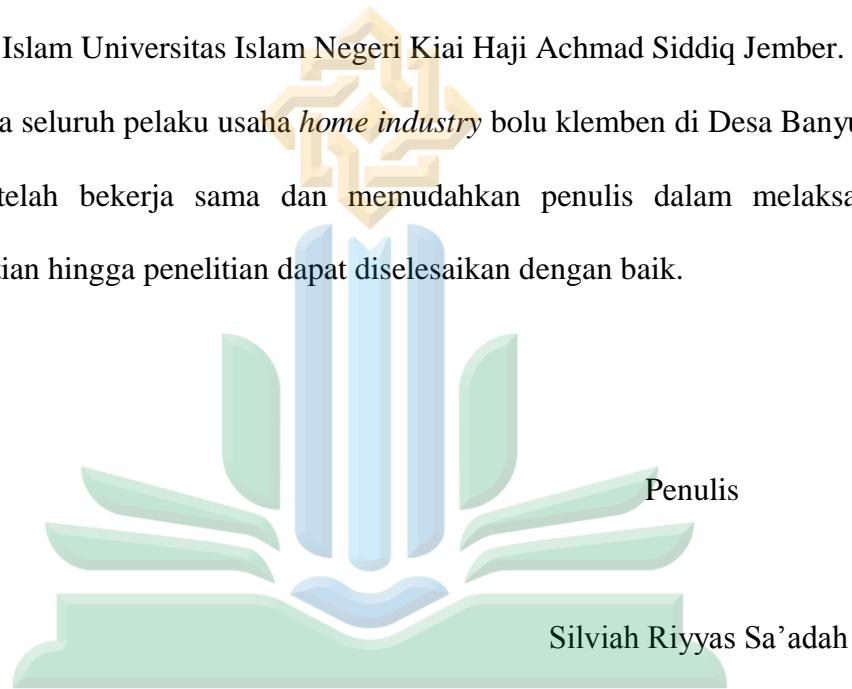 Islam Universitas Islam Negeri Kiai Haji Achmad Siddiq Jember.
a seluruh pelaku usaha home industry bolu klemben di Desa Banyu
telah bekerja sama dan memudahkan penulis dalam melaksa
tian hingga penelitian dapat diselesaikan dengan baik.
Penulis
Silviah Riyyas Sa’adah